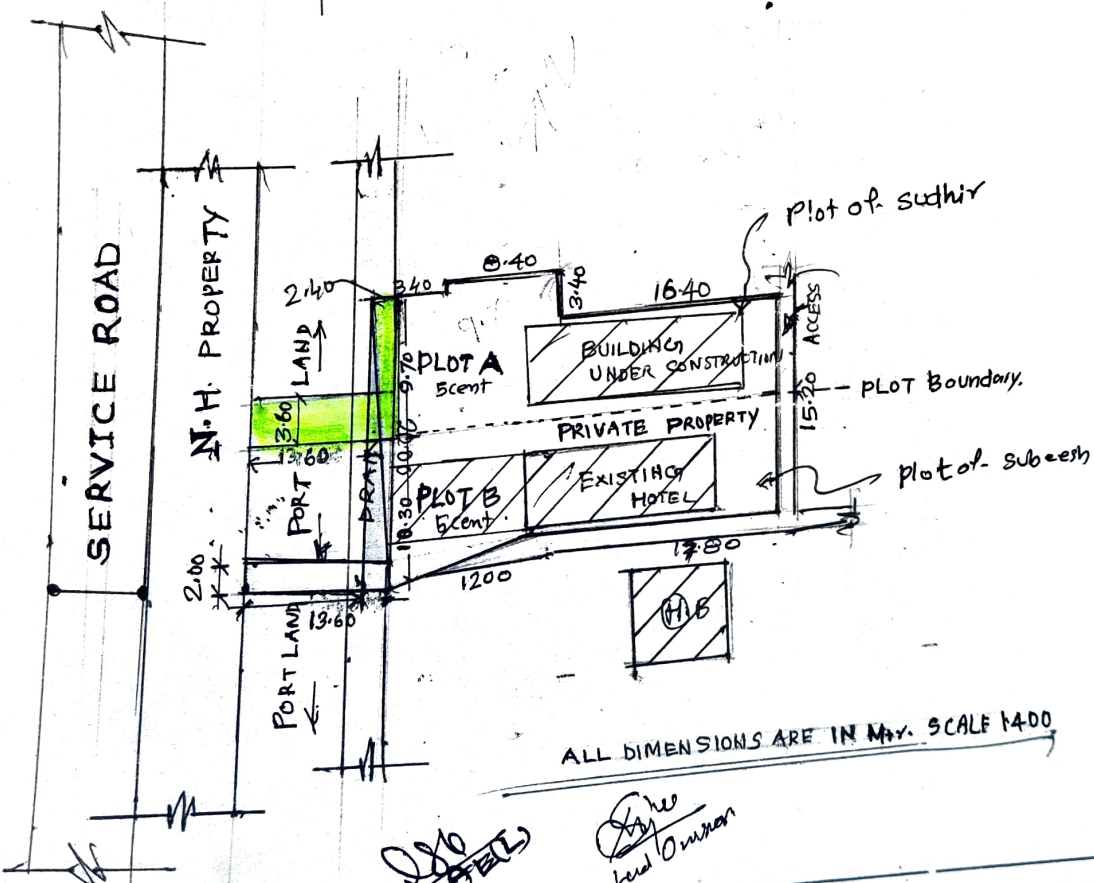 SERVICE ROAD
N.H. PROPERTY
LAND
PORT
DRAIN
PORT LAND
2.40
3.40
8.40
3.40
16.40
Plot of Sudhir
ACCESS
BUILDING
UNDER CONSTRUCTION
PLOT A
5cent
9.70
PLOT Boundary.
15.20
PRIVATE PROPERTY
3.60
13.60
PLOT B
5cent
10.30
EXISTING
HOTEL
Plot of Subeesh
2.00
13.60
1200
17.80
H.B
ALL DIMENSIONS ARE IN Mtr. SCALE 1:400